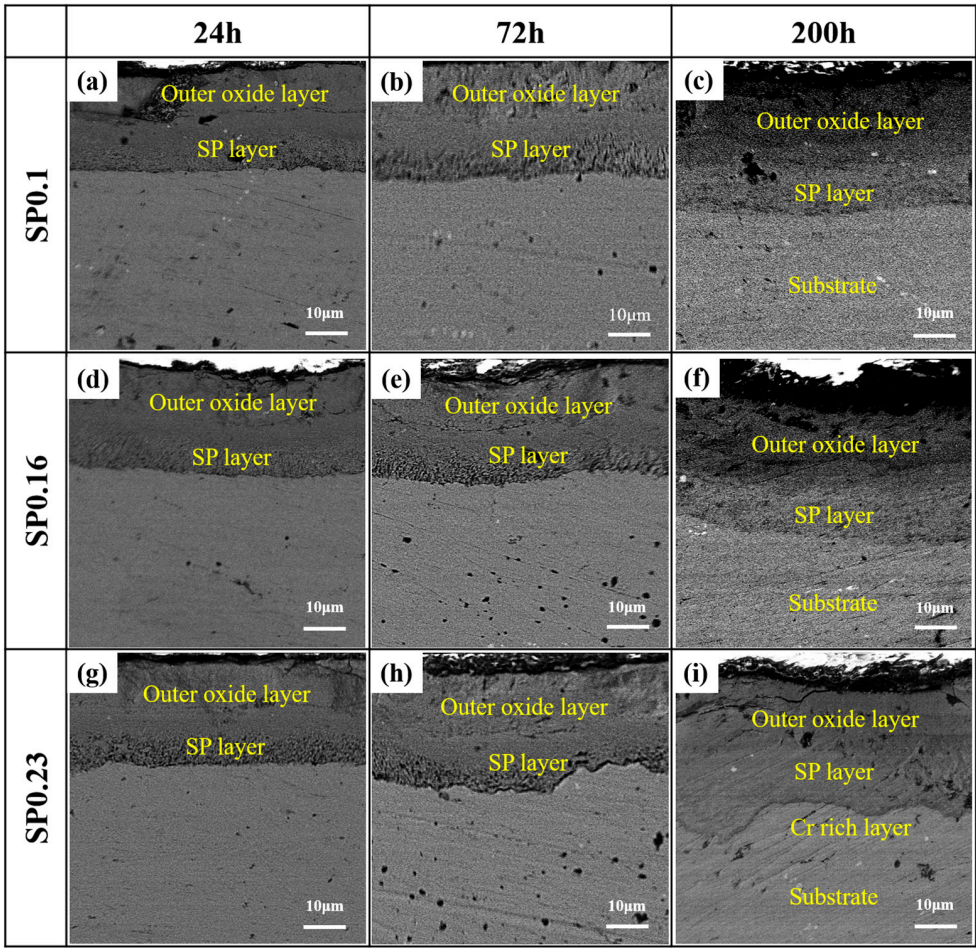 24h
72h
200h
SP0.1
(a)
Outer oxide layer
SP layer
10μm
(b)
Outer oxide layer
SP layer
10μm
(c)
Outer oxide layer
SP layer
Substrate
10μm
SP0.16
(d)
Outer oxide layer
SP layer
10μm
(e)
Outer oxide layer
SP layer
10μm
(f)
Outer oxide layer
SP layer
Substrate
10μm
SP0.23
(g)
Outer oxide layer
SP layer
10μm
(h)
Outer oxide layer
SP layer
10μm
(i)
Outer oxide layer
SP layer
Cr rich layer
Substrate
10μm